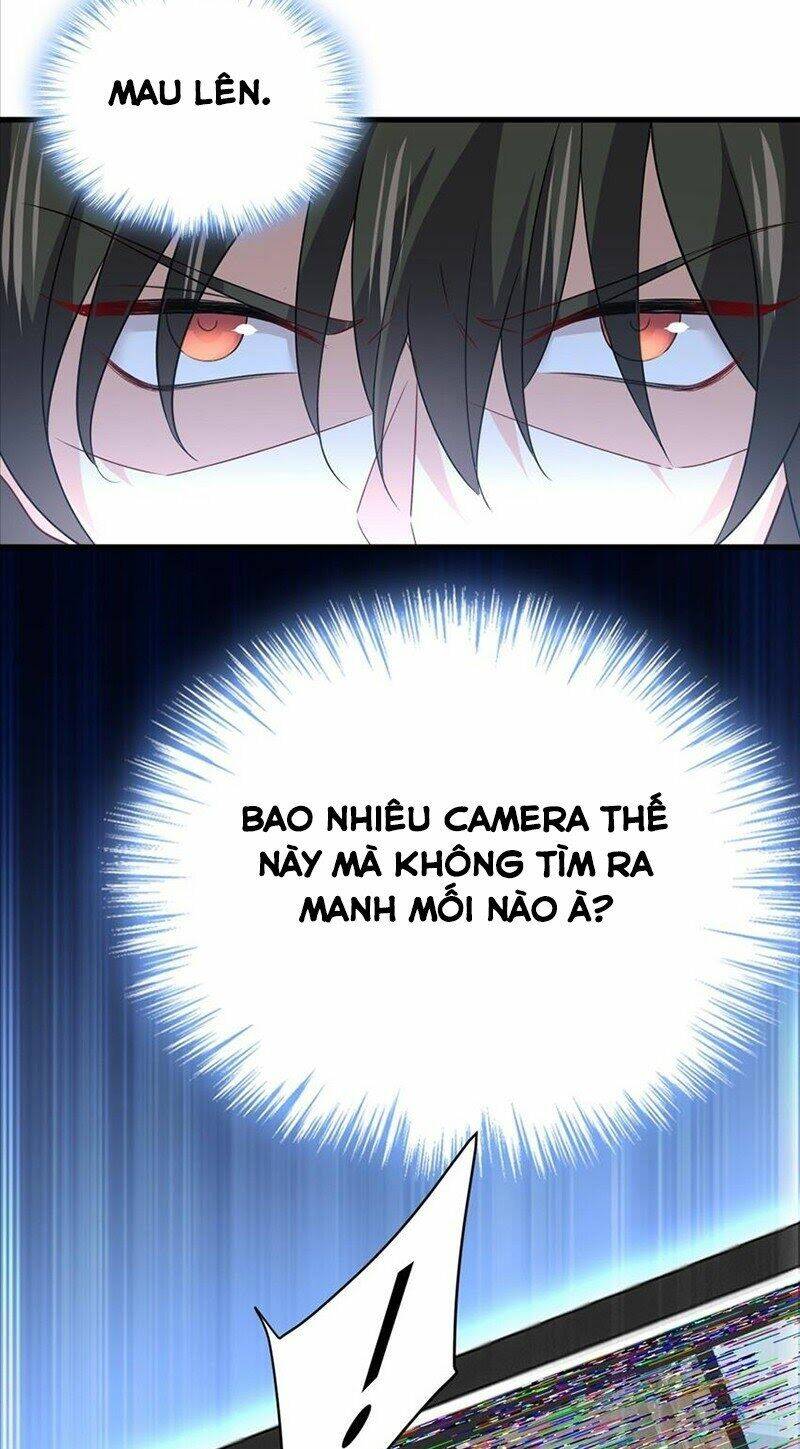 MAU LÊN.
BAO NHIÊU CAMERA THẾ
NÀY MÀ KHÔNG TÌM RA
MANH MỐI NÀO À?
!